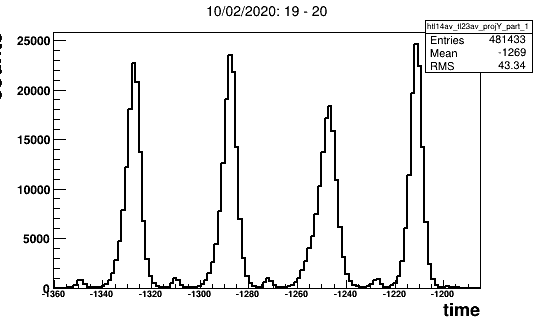 10/02/2020: 19 - 20
htl14av_tl23av_projY_part_1
Entries 481433
Mean -1269
RMS 43.34
25000
20000
15000
10000
5000
0
-1360 -1340 -1320 -1300 -1280 -1260 -1240 -1220 -1200
time